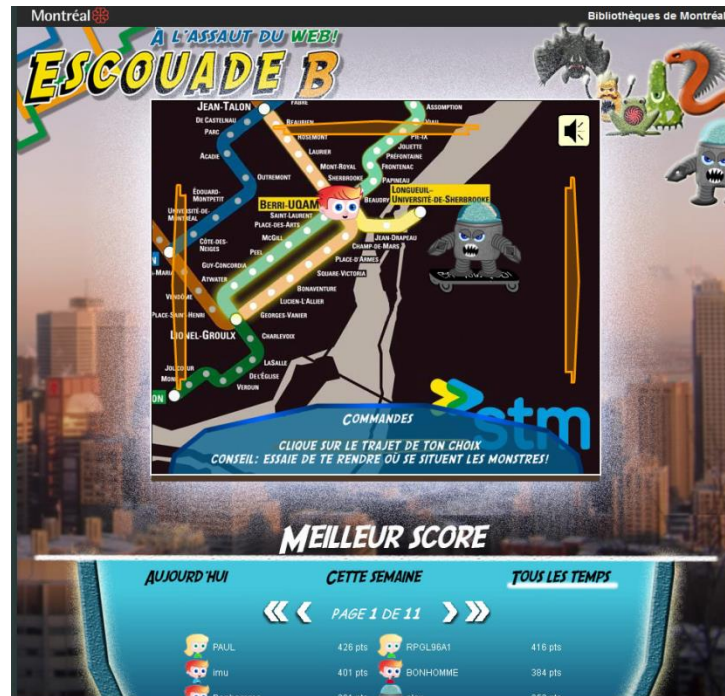 Montréal
Bibliothèques de Montréal
À L'ASSAUT DU WEB!
ESCOUADE B
JEAN-TALON
FABRE
ASSOMPTION
DE CASTELNAU
BEAUBIEN
VIAU
PARC
ROSEMONT
PIE-IX
ACADIE
LAURIER
JOLIETTE
PRÉFONTAINE
OUTREMONT
MONT-ROYAL
FRONTENAC
SHERBROOKE
PAPINEAU
ÉDOUARD-
MONTPETIT
BEAUDRY
LONGUEUIL–
UNIVERSITÉ-DE-SHERBROOKE
UNIVERSITÉ-DE-
MONTRÉAL
BERRI-UQAM
SAINT-LAURENT
PLACE-DES-ARTS
CÔTE-DES-
NEIGES
MCGILL
JEAN-DRAPEAU
CHAMP-DE-MARS
PEEL
PLACE-D'ARMES
GUY-CONCORDIA
SQUARE-VICTORIA
ATWATER
BONAVENTURE
VENDÔME
LUCIEN-L'ALLIER
PLACE-SAINT-HENRI
GEORGES-VANIER
LIONEL-GROULX
CHARLEVOIX
LASALLE
JOLICOEUR
DE L'ÉGLISE
VERDUN
stm
COMMANDES
CLIQUE SUR LE TRAJET DE TON CHOIX
CONSEIL: ESSAIE DE TE RENDRE OÙ SE SITUENT LES MONSTRES!
MEILLEUR SCORE
AUJOURD'HUI
CETTE SEMAINE
TOUS LES TEMPS
PAGE 1 DE 11
PAUL 426 pts RPGL96A1 416 pts
imu 401 pts BONHOMME 384 pts